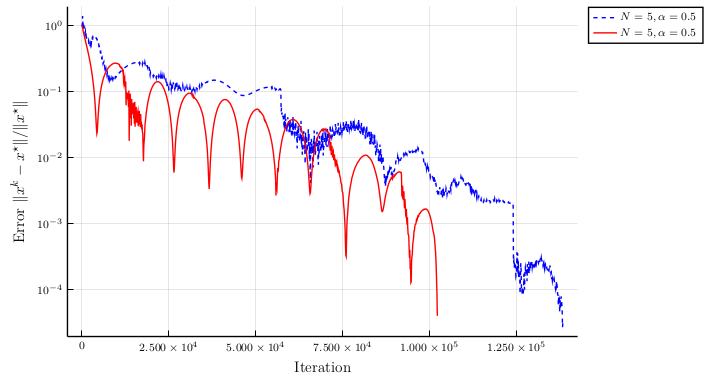 10⁰
10⁻¹
10⁻²
10⁻³
10⁻⁴
Error ‖x^k − x*‖/‖x*‖
0
2.500 × 10⁴
5.000 × 10⁴
7.500 × 10⁴
1.000 × 10⁵
1.250 × 10⁵
Iteration
N = 5, α = 0.5
N = 5, α = 0.5